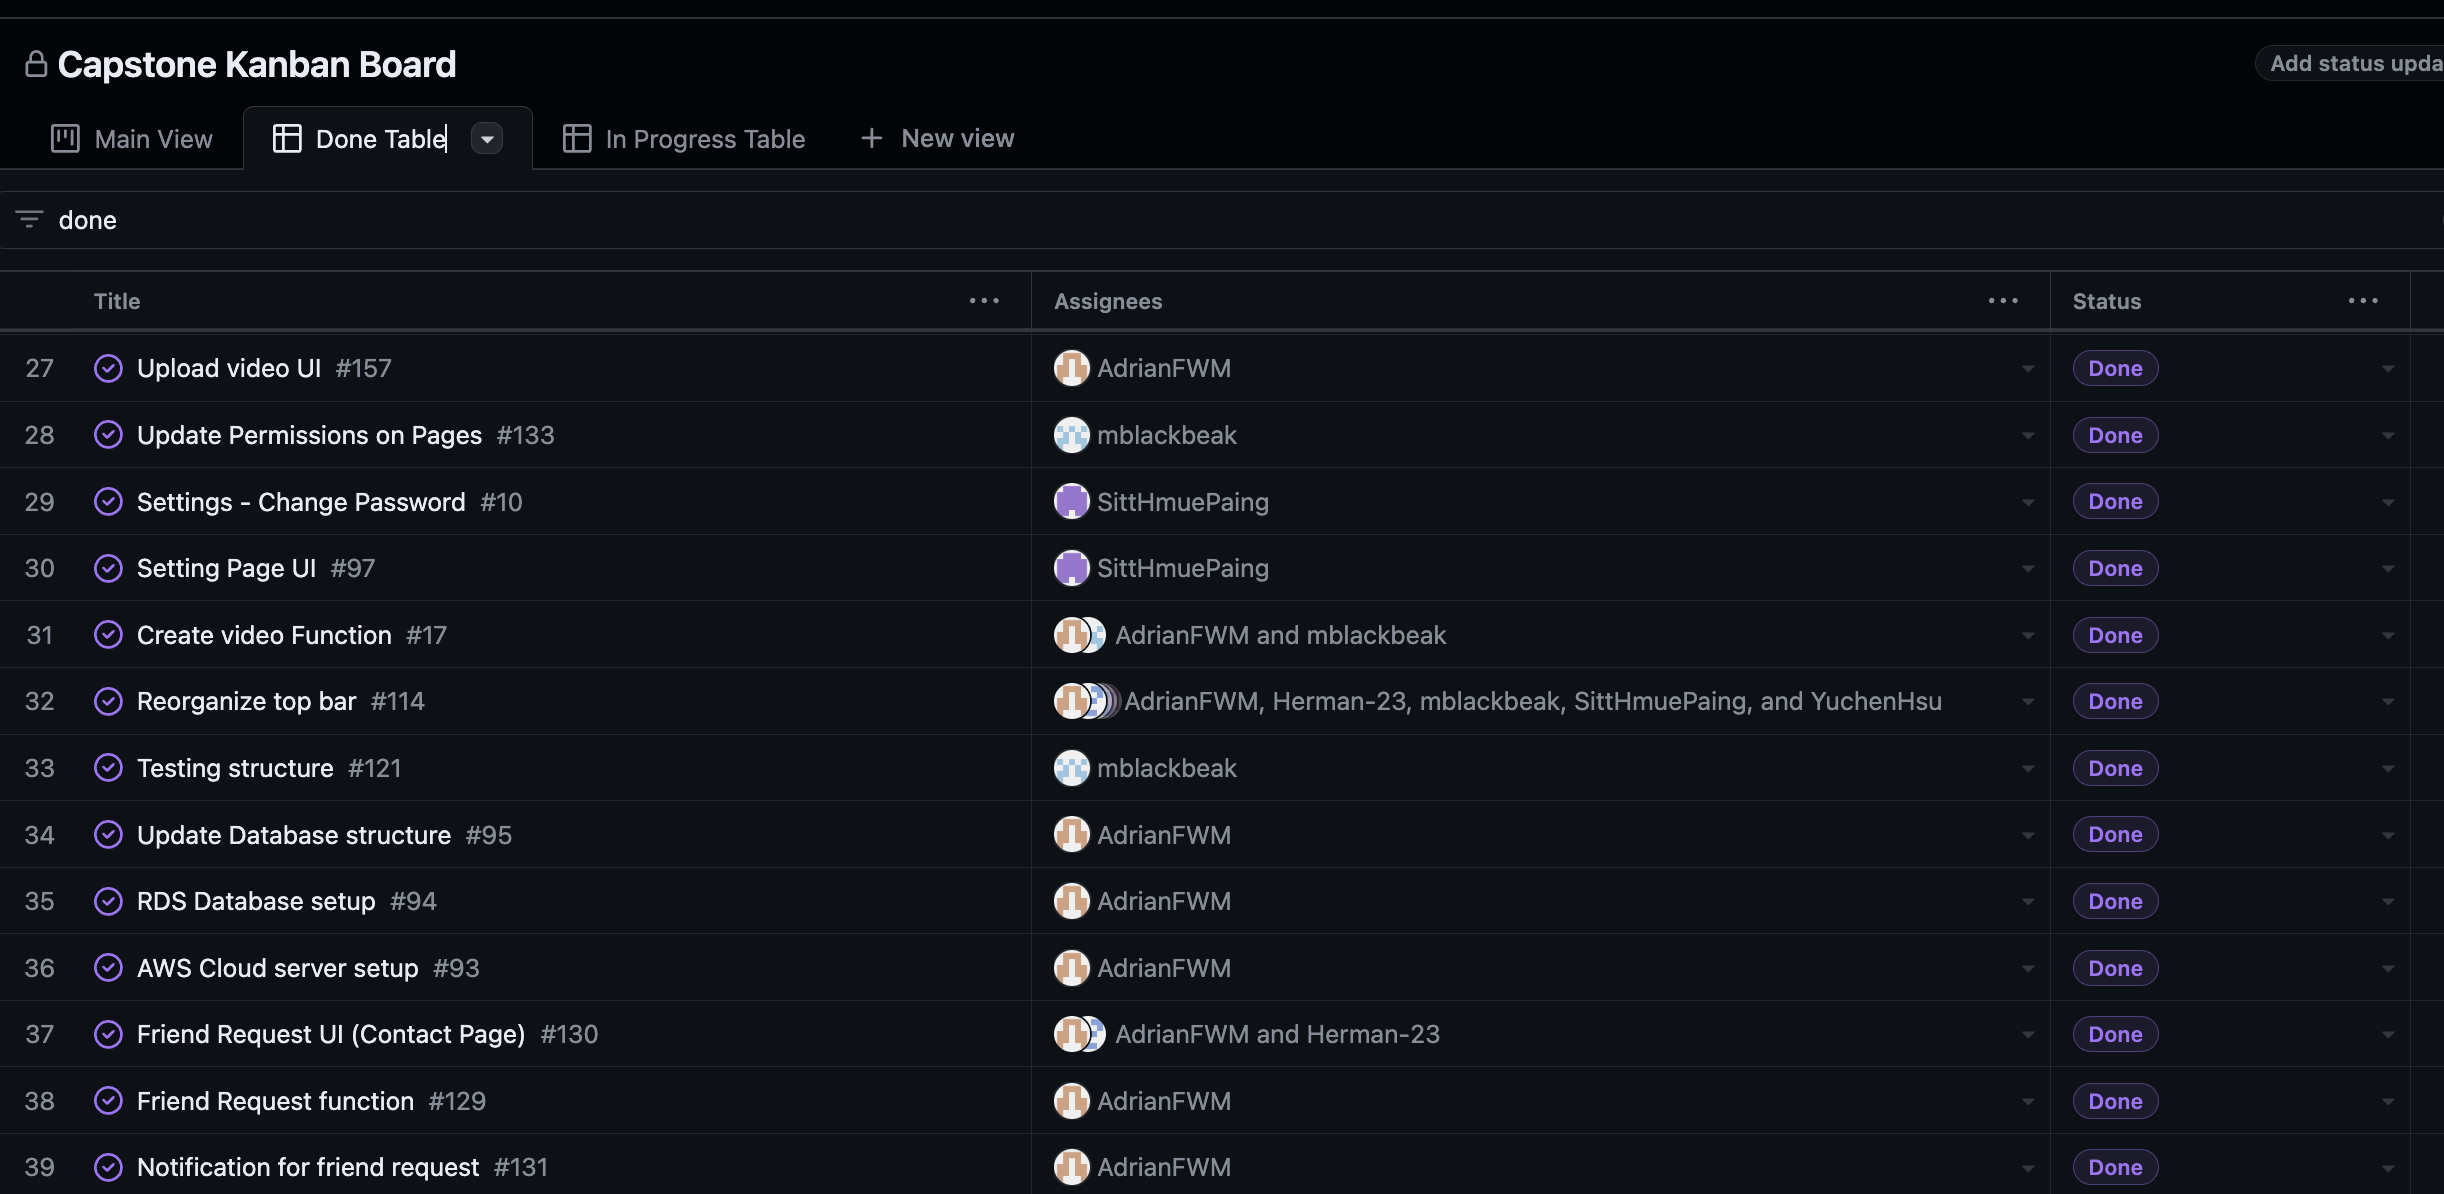 Capstone Kanban Board
Add status upda
Main View
Done Table
In Progress Table
New view
done
Title Assignees Status
27 Upload video UI #157 AdrianFWM Done
28 Update Permissions on Pages #133 mblackbeak Done
29 Settings - Change Password #10 SittHmuePaing Done
30 Setting Page UI #97 SittHmuePaing Done
31 Create video Function #17 AdrianFWM and mblackbeak Done
32 Reorganize top bar #114 AdrianFWM, Herman-23, mblackbeak, SittHmuePaing, and YuchenHsu Done
33 Testing structure #121 mblackbeak Done
34 Update Database structure #95 AdrianFWM Done
35 RDS Database setup #94 AdrianFWM Done
36 AWS Cloud server setup #93 AdrianFWM Done
37 Friend Request UI (Contact Page) #130 AdrianFWM and Herman-23 Done
38 Friend Request function #129 AdrianFWM Done
39 Notification for friend request #131 AdrianFWM Done